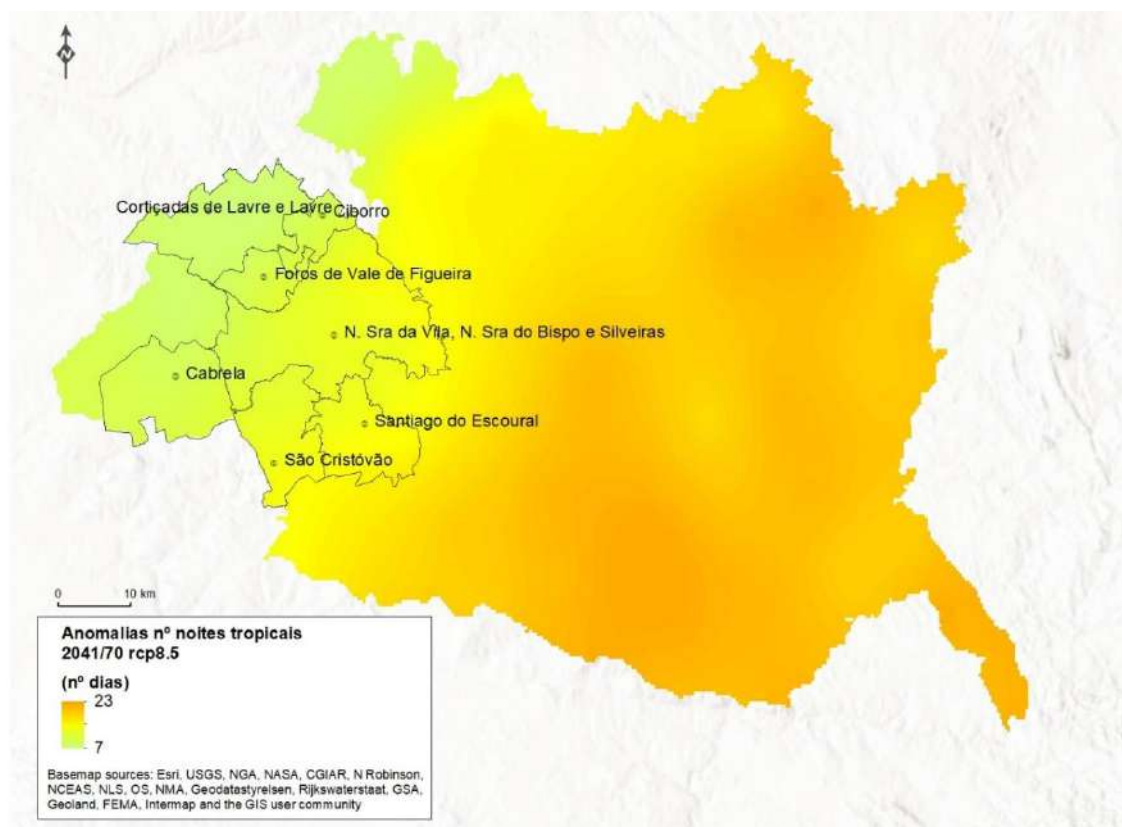 N
Cortiçadas de Lavre e Lavre
Ciborro
Foros de Vale de Figueira
N. Sra da Vila, N. Sra do Bispo e Silveiras
Cabrela
Santiago do Escoural
São Cristóvão
0 10 km
Anomalias nº noites tropicais
2041/70 rcp8.5
(nº dias)
23
7
Basemap sources: Esri, USGS, NGA, NASA, CGIAR, N Robinson,
NCEAS, NLS, OS, NMA, Geodatastyrelsen, Rijkswaterstaat, GSA,
Geoland, FEMA, Intermap and the GIS user community